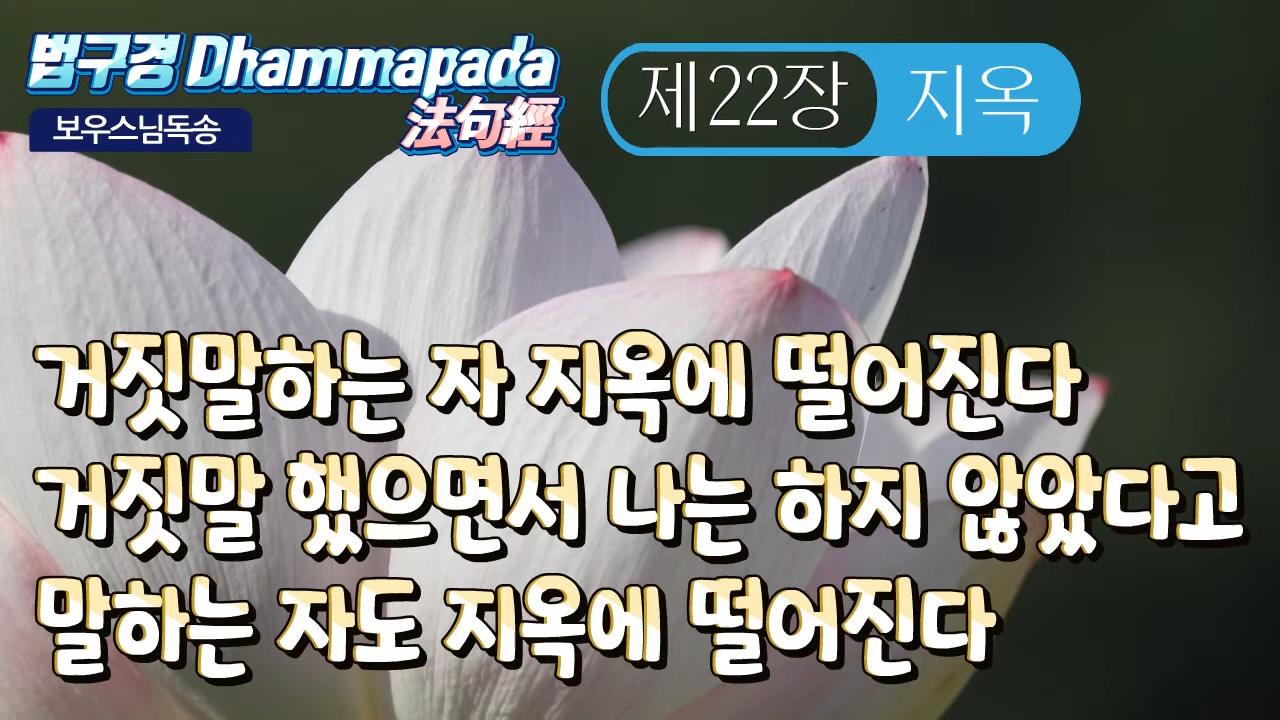 법구경 Dhammapada
法句經
보우스님독송
제22장 지옥
거짓말하는 자 지옥에 떨어진다
거짓말 했으면서 나는 하지 않았다고
말하는 자도 지옥에 떨어진다